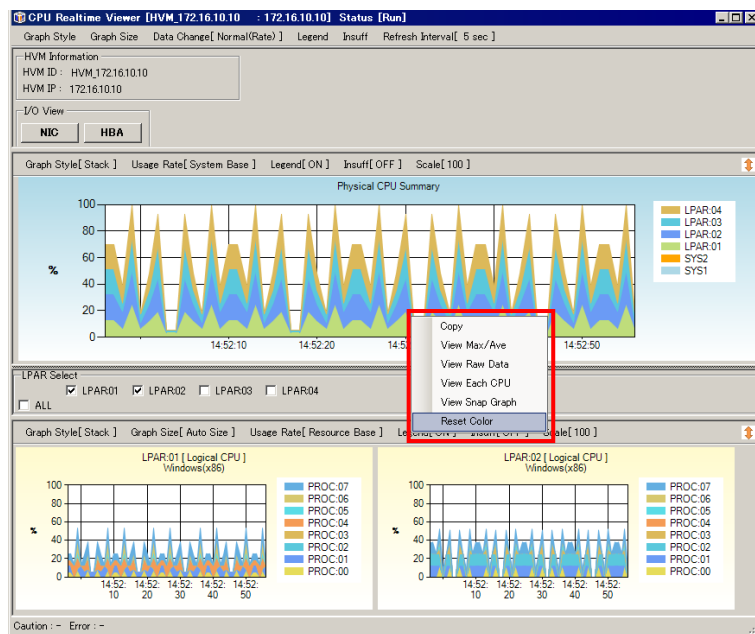 CPU Realtime Viewer [HVM_172.16.10.10 : 172.16.10.10] Status [Run]
Graph Style Graph Size Data Change[ Normal(Rate) ] Legend Insuff Refresh Interval[ 5 sec ]
HVM Information
HVM ID : HVM_172.16.10.10
HVM IP : 172.16.10.10
I/O View
NIC HBA
Graph Style[ Stack ] Usage Rate[ System Base ] Legend[ ON ] Insuff[ OFF ] Scale[ 100 ]
Physical CPU Summary
100
80
60
%
40
20
0
14:52:10 14:52:20 14:5 14:52:50
LPAR:04
LPAR:03
LPAR:02
LPAR:01
SYS2
SYS1
Copy
View Max/Ave
View Raw Data
View Each CPU
View Snap Graph
Reset Color
LPAR Select
LPAR01 LPAR02 LPAR03 LPAR04
ALL
Graph Style[ Stack ] Graph Size[ Auto Size ] Usage Rate[ Resource Base ] Legend[ ON ] Insuff[ OFF ] Scale[ 100 ]
LPAR:01 [ Logical CPU ]
Windows(x86)
100
80
60
%
40
20
0
14:52:10 14:52:20 14:52:30 14:52:40 14:52:50
PROC:07
PROC:06
PROC:05
PROC:04
PROC:03
PROC:02
PROC:01
PROC:00
LPAR:02 [ Logical CPU ]
Windows(x86)
100
80
60
%
40
20
0
14:52:10 14:52:20 14:52:30 14:52:40 14:52:50
PROC:07
PROC:06
PROC:05
PROC:04
PROC:03
PROC:02
PROC:01
PROC:00
Caution : - Error : -